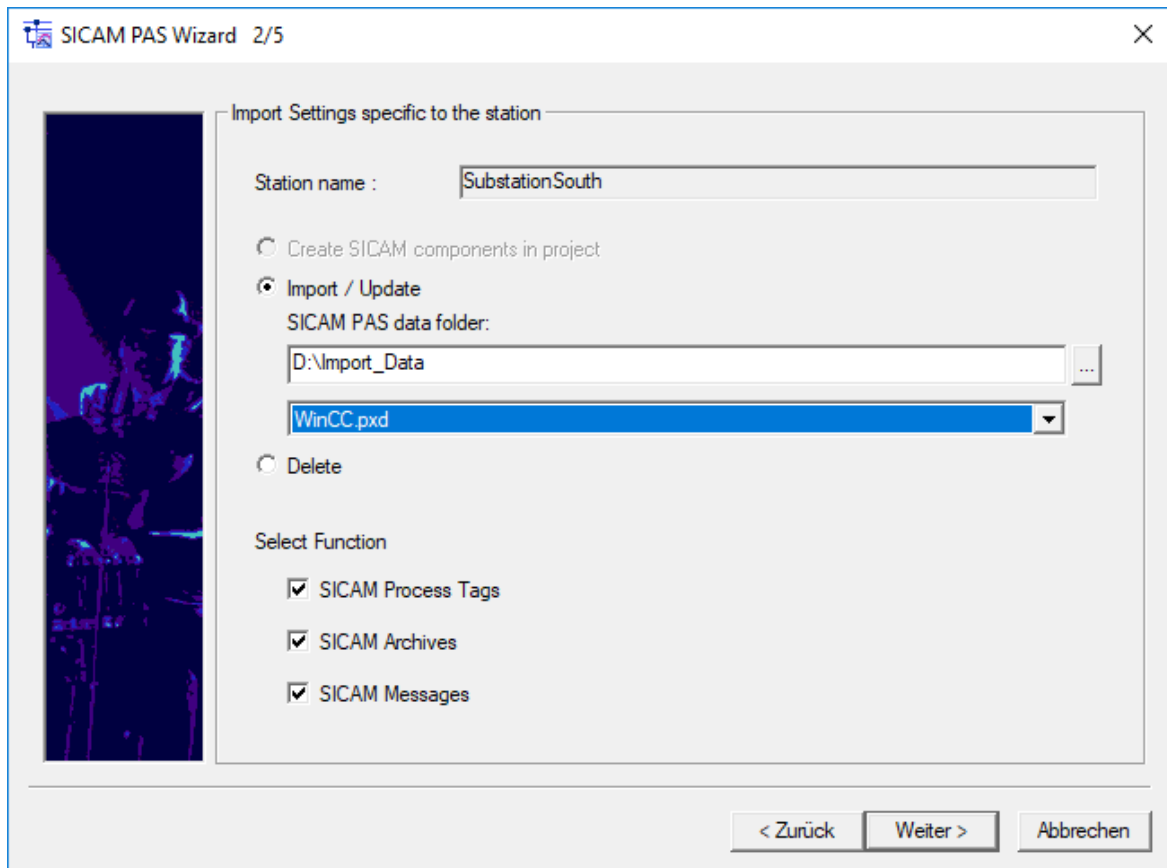 SICAM PAS Wizard 2/5
Import Settings specific to the station
Station name : SubstationSouth
Create SICAM components in project
Import / Update
SICAM PAS data folder:
D:\Import_Data
...
WinCC.pxd
Delete
Select Function
SICAM Process Tags
SICAM Archives
SICAM Messages
< Zurück Weiter > Abbrechen